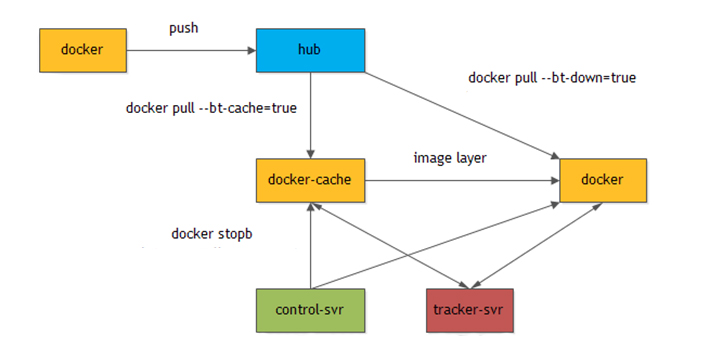 push
docker
hub
docker pull --bt-down=true
docker pull --bt-cache=true
image layer
docker-cache
docker
docker stopb
control-svr
tracker-svr